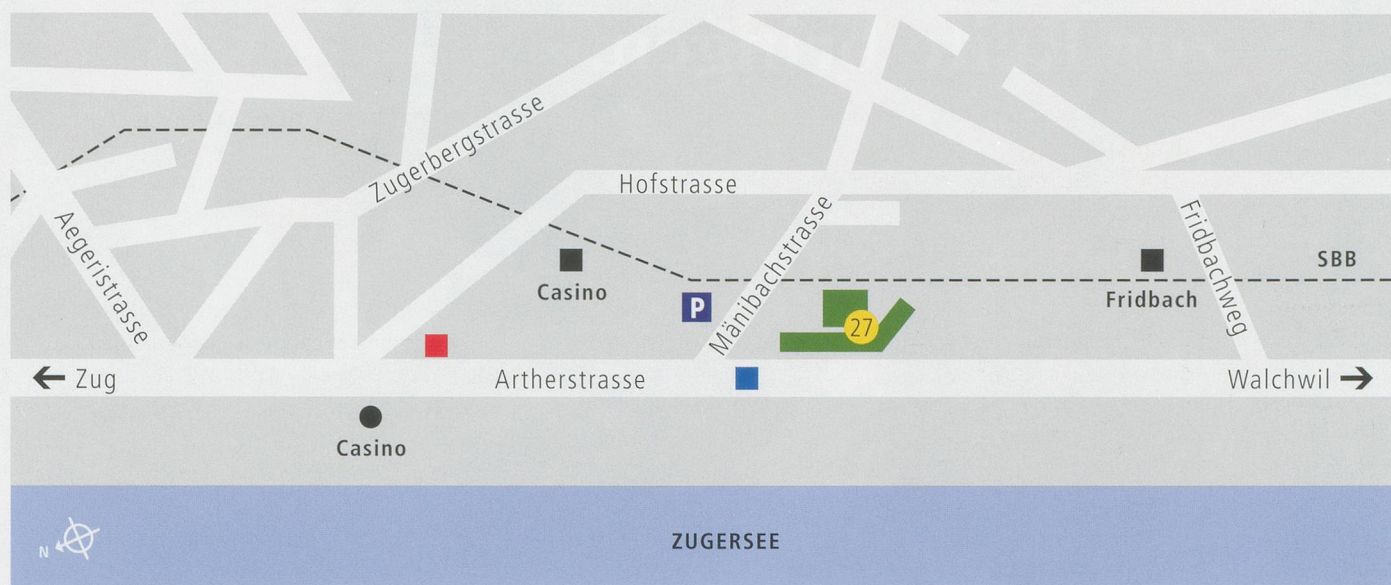 Zugerbergstrasse
Hofstrasse
Aegeristrasse
Mänibachstrasse
Fridbachweg
SBB
Casino
Fridbach
P
27
Zug
Artherstrasse
Walchwil
Casino
N
ZUGERSEE